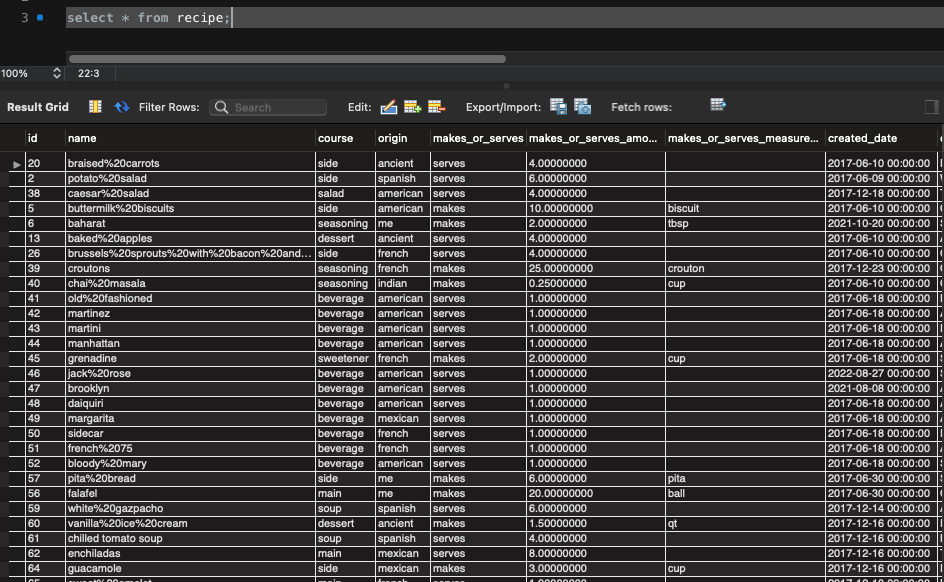 3 select * from recipe;
100% 22:3
Result Grid Filter Rows: Search Edit: Export/Import: Fetch rows:
id name course origin makes_or_serves makes_or_serves_amo... makes_or_serves_measure... created_date
20 braised%20carrots side ancient serves 4.00000000 2017-06-10 00:00:00
2 potato%20salad side spanish serves 6.00000000 2017-06-09 00:00:00
38 caesar%20salad salad american serves 4.00000000 2017-12-18 00:00:00
5 buttermilk%20biscuits side american makes 10.00000000 biscuit 2017-06-10 00:00:00
6 baharat seasoning me makes 2.00000000 tbsp 2021-10-20 00:00:00
13 baked%20apples dessert ancient serves 4.00000000 2017-06-10 00:00:00
26 brussels%20sprouts%20with%20bacon%20and... side french serves 4.00000000 2017-06-10 00:00:00
39 croutons seasoning french makes 25.00000000 crouton 2017-12-23 00:00:00
40 chai%20masala seasoning indian makes 0.25000000 cup 2017-06-10 00:00:00
41 old%20fashioned beverage american serves 1.00000000 2017-06-18 00:00:00
42 martinez beverage american serves 1.00000000 2017-06-18 00:00:00
43 martini beverage american serves 1.00000000 2017-06-18 00:00:00
44 manhattan beverage american serves 1.00000000 2017-06-18 00:00:00
45 grenadine sweetener french makes 2.00000000 cup 2017-06-18 00:00:00
46 jack%20rose beverage american serves 1.00000000 2022-08-27 00:00:00
47 brooklyn beverage american serves 1.00000000 2021-08-08 00:00:00
48 daiquiri beverage american serves 1.00000000 2017-06-18 00:00:00
49 margarita beverage mexican serves 1.00000000 2017-06-18 00:00:00
50 sidecar beverage french serves 1.00000000 2017-06-18 00:00:00
51 french%2075 beverage french serves 1.00000000 2017-06-18 00:00:00
52 bloody%20mary beverage american serves 1.00000000 2017-06-18 00:00:00
57 pita%20bread side me makes 6.00000000 pita 2017-06-30 00:00:00
56 falafel main me makes 20.00000000 ball 2017-06-30 00:00:00
59 white%20gazpacho soup spanish serves 6.00000000 2017-12-14 00:00:00
60 vanilla%20ice%20cream dessert ancient makes 1.50000000 qt 2017-12-16 00:00:00
61 chilled tomato soup soup spanish serves 4.00000000 2017-12-16 00:00:00
62 enchiladas main mexican serves 8.00000000 2017-12-16 00:00:00
64 guacamole side mexican makes 3.00000000 cup 2017-12-16 00:00:00